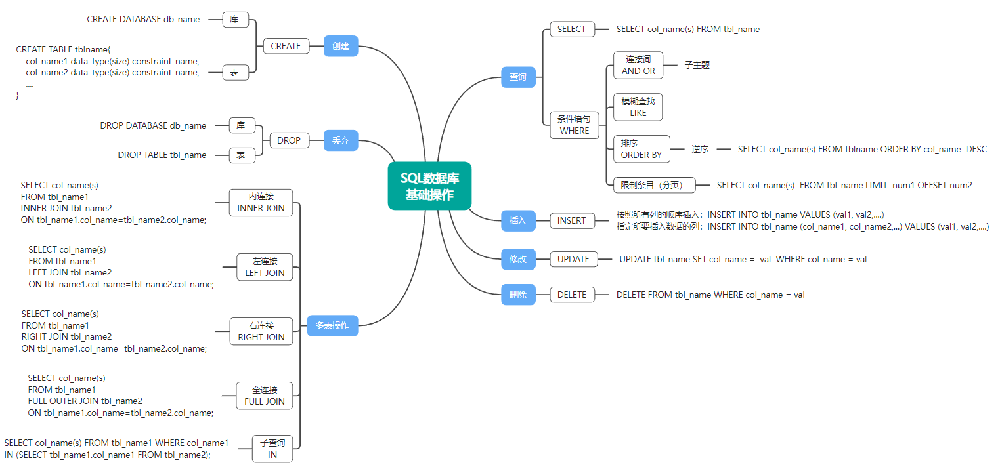 SQL数据库
基础操作
创建
CREATE
库
CREATE DATABASE db_name
表
CREATE TABLE tblname{
col_name1 data_type(size) constraint_name,
col_name2 data_type(size) constraint_name,
....
}
丢弃
DROP
库
DROP DATABASE db_name
表
DROP TABLE tbl_name
多表操作
内连接
INNER JOIN
SELECT col_name(s)
FROM tbl_name1
INNER JOIN tbl_name2
ON tbl_name1.col_name=tbl_name2.col_name;
左连接
LEFT JOIN
SELECT col_name(s)
FROM tbl_name1
LEFT JOIN tbl_name2
ON tbl_name1.col_name=tbl_name2.col_name;
右连接
RIGHT JOIN
SELECT col_name(s)
FROM tbl_name1
RIGHT JOIN tbl_name2
ON tbl_name1.col_name=tbl_name2.col_name;
全连接
FULL JOIN
SELECT col_name(s)
FROM tbl_name1
FULL OUTER JOIN tbl_name2
ON tbl_name1.col_name=tbl_name2.col_name;
子查询
IN
SELECT col_name(s) FROM tbl_name1 WHERE col_name1
IN (SELECT tbl_name1.col_name1 FROM tbl_name2);
查询
SELECT
SELECT col_name(s) FROM tbl_name
条件语句
WHERE
连接词
AND OR
子主题
模糊查找
LIKE
排序
ORDER BY
逆序
SELECT col_name(s) FROM tblname ORDER BY col_name  DESC
限制条目（分页）
SELECT col_name(s)  FROM tbl_name LIMIT  num1 OFFSET num2
插入
INSERT
按照所有列的顺序插入：INSERT INTO tbl_name VALUES (val1, val2,....)
指定所要插入数据的列：INSERT INTO tbl_name (col_name1, col_name2,...) VALUES (val1, val2,....)
修改
UPDATE
UPDATE tbl_name SET col_name =  val  WHERE col_name = val
删除
DELETE
DELETE FROM tbl_name WHERE col_name = val